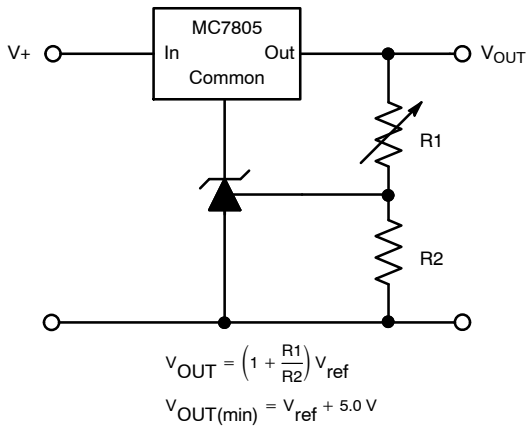 MC7805
V+ In Out VOUT
Common
R1
R2
VOUT = (1 + R1/R2) Vref
VOUT(min) = Vref + 5.0 V